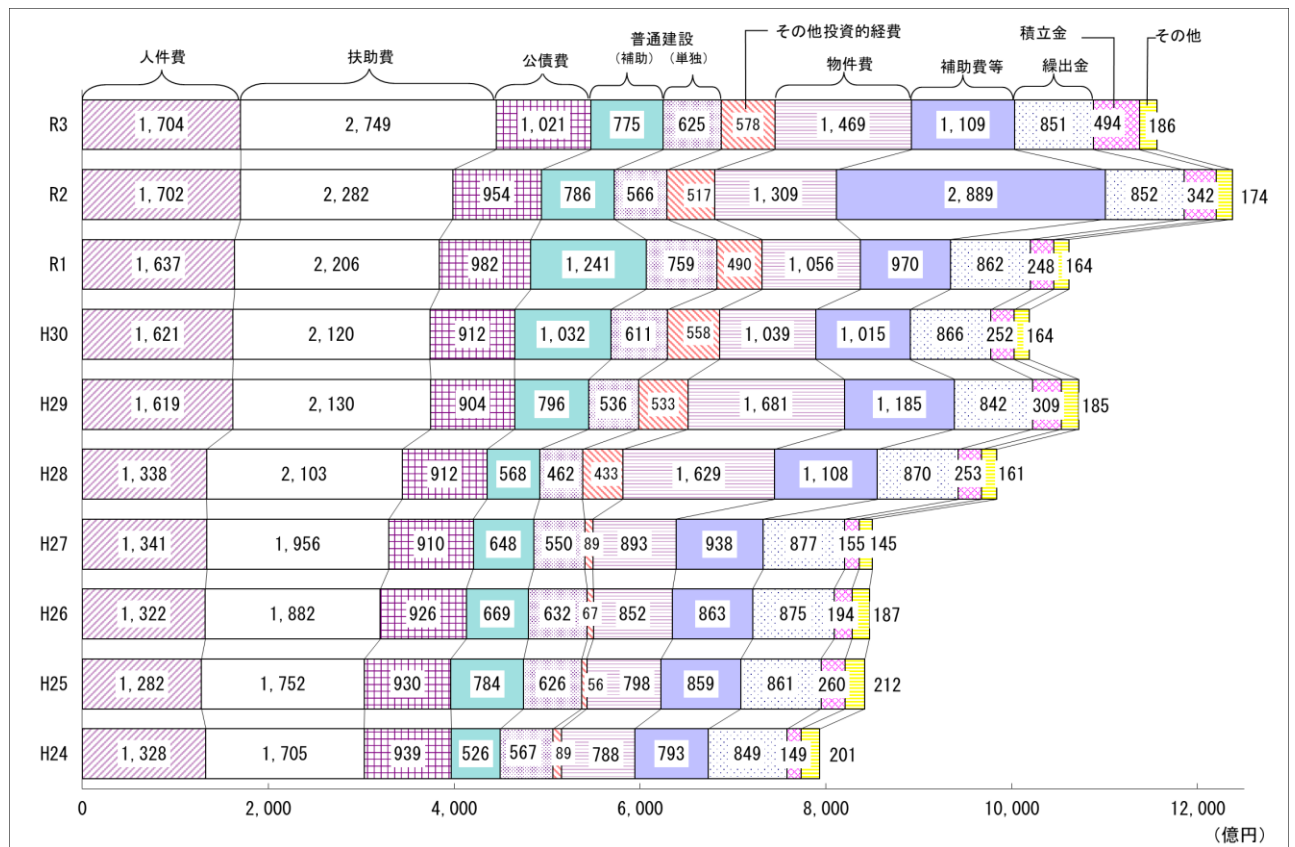 人件費 扶助費 公債費 普通建設 (補助) (単独) その他投資的経費 物件費 補助費等 繰出金 積立金 その他
R3 1,704 2,749 1,021 775 625 578 1,469 1,109 851 494 186
R2 1,702 2,282 954 786 566 517 1,309 2,889 852 342 174
R1 1,637 2,206 982 1,241 759 490 1,056 970 862 248 164
H30 1,621 2,120 912 1,032 611 558 1,039 1,015 866 252 164
H29 1,619 2,130 904 796 536 533 1,681 1,185 842 309 185
H28 1,338 2,103 912 568 462 433 1,629 1,108 870 253 161
H27 1,341 1,956 910 648 550 89 893 938 877 155 145
H26 1,322 1,882 926 669 632 67 852 863 875 194 187
H25 1,282 1,752 930 784 626 56 798 859 861 260 212
H24 1,328 1,705 939 526 567 89 788 793 849 149 201
0 2,000 4,000 6,000 8,000 10,000 12,000
(億円)